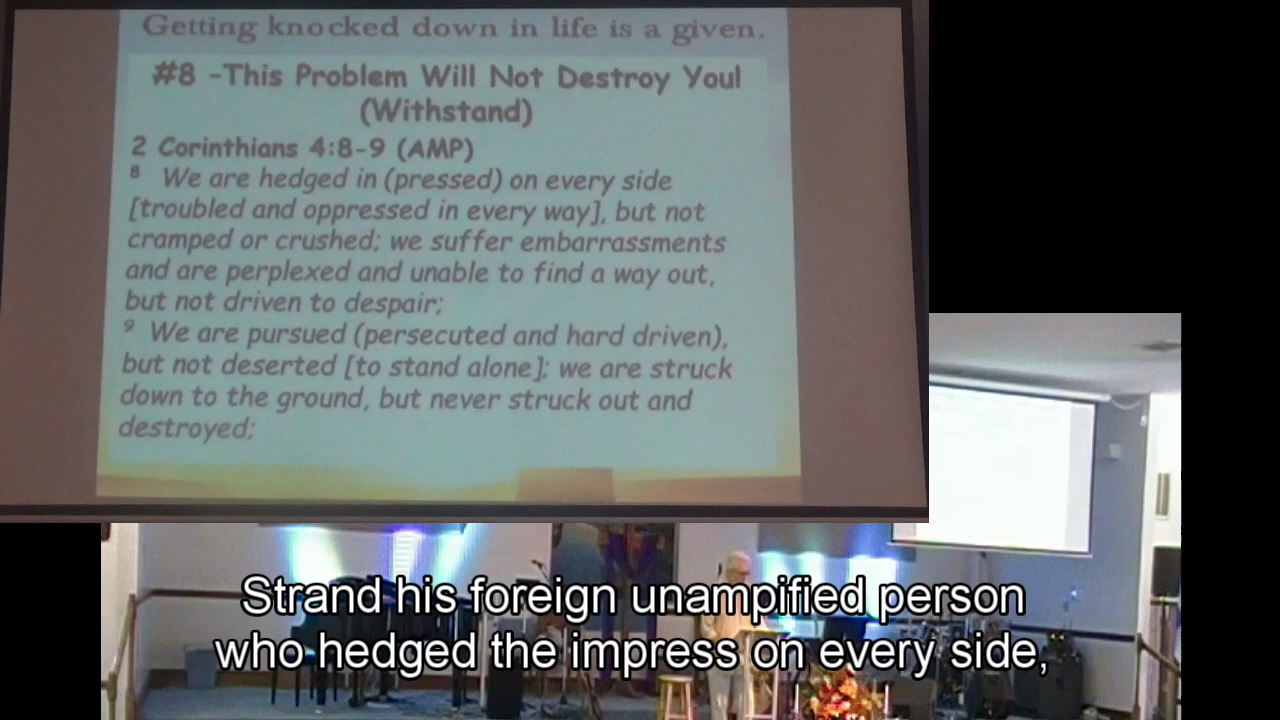 Getting knocked down in life is a given.
#8 -This Problem Will Not Destroy You!
(Withstand)
2 Corinthians 4:8-9 (AMP)
8 We are hedged in (pressed) on every side
[troubled and oppressed in every way], but not
cramped or crushed; we suffer embarrassments
and are perplexed and unable to find a way out,
but not driven to despair;
9 We are pursued (persecuted and hard driven),
but not deserted [to stand alone]; we are struck
down to the ground, but never struck out and
destroyed;
Strand his foreign unampified person
who hedged the impress on every side,